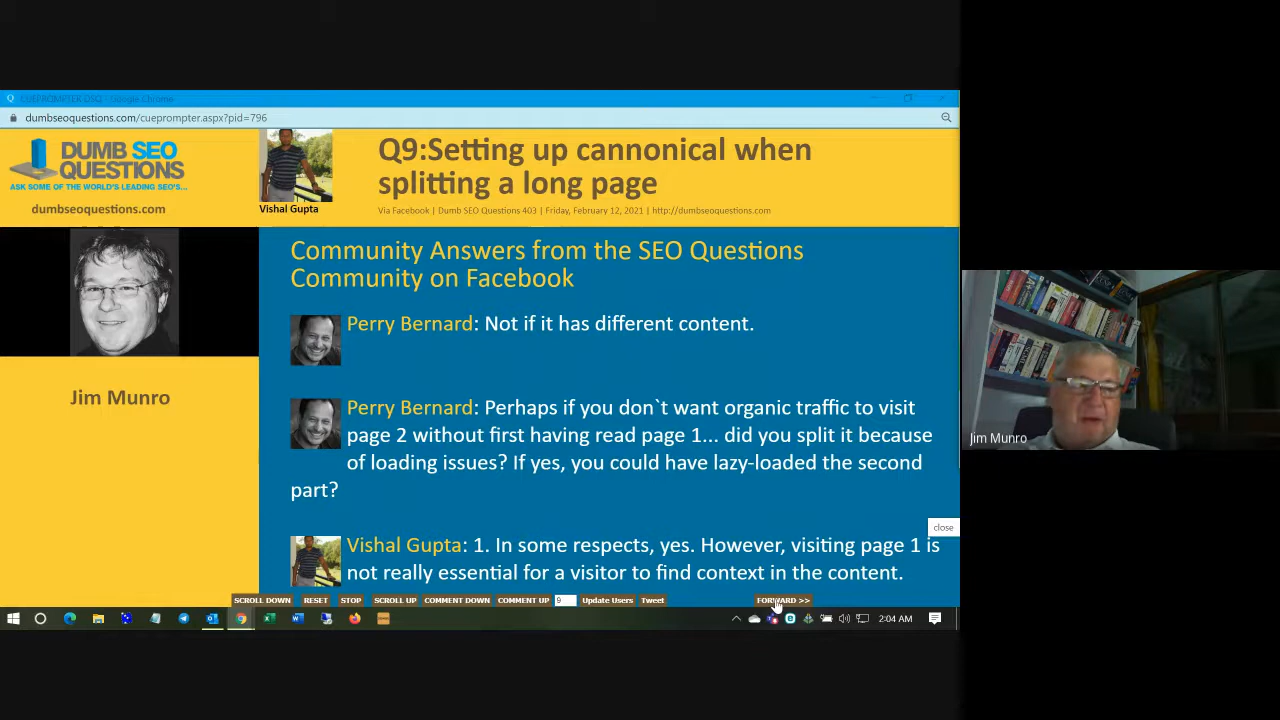 CUEPROMPTER DSQ - Google Chrome
dumbseoquestions.com/cueprompter.aspx?pid=796
DUMB SEO
QUESTIONS
ASK SOME OF THE WORLD'S LEADING SEO'S...
dumbseoquestions.com
Vishal Gupta
Q9:Setting up cannonical when
splitting a long page
Via Facebook | Dumb SEO Questions 403 | Friday, February 12, 2021 | http://dumbseoquestions.com
Jim Munro
Community Answers from the SEO Questions
Community on Facebook
Perry Bernard: Not if it has different content.
Perry Bernard: Perhaps if you don`t want organic traffic to visit
page 2 without first having read page 1... did you split it because
of loading issues? If yes, you could have lazy-loaded the second
part?
close
Vishal Gupta: 1. In some respects, yes. However, visiting page 1 is
not really essential for a visitor to find context in the content.
SCROLL DOWN RESET STOP SCROLL UP COMMENT DOWN COMMENT UP 9 Update Users Tweet FORWARD >>
2:04 AM
Jim Munro